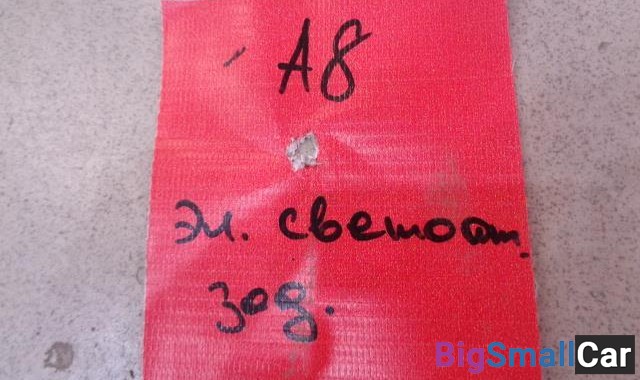 A8
эл. светоот.
зад.
BigSmallCar